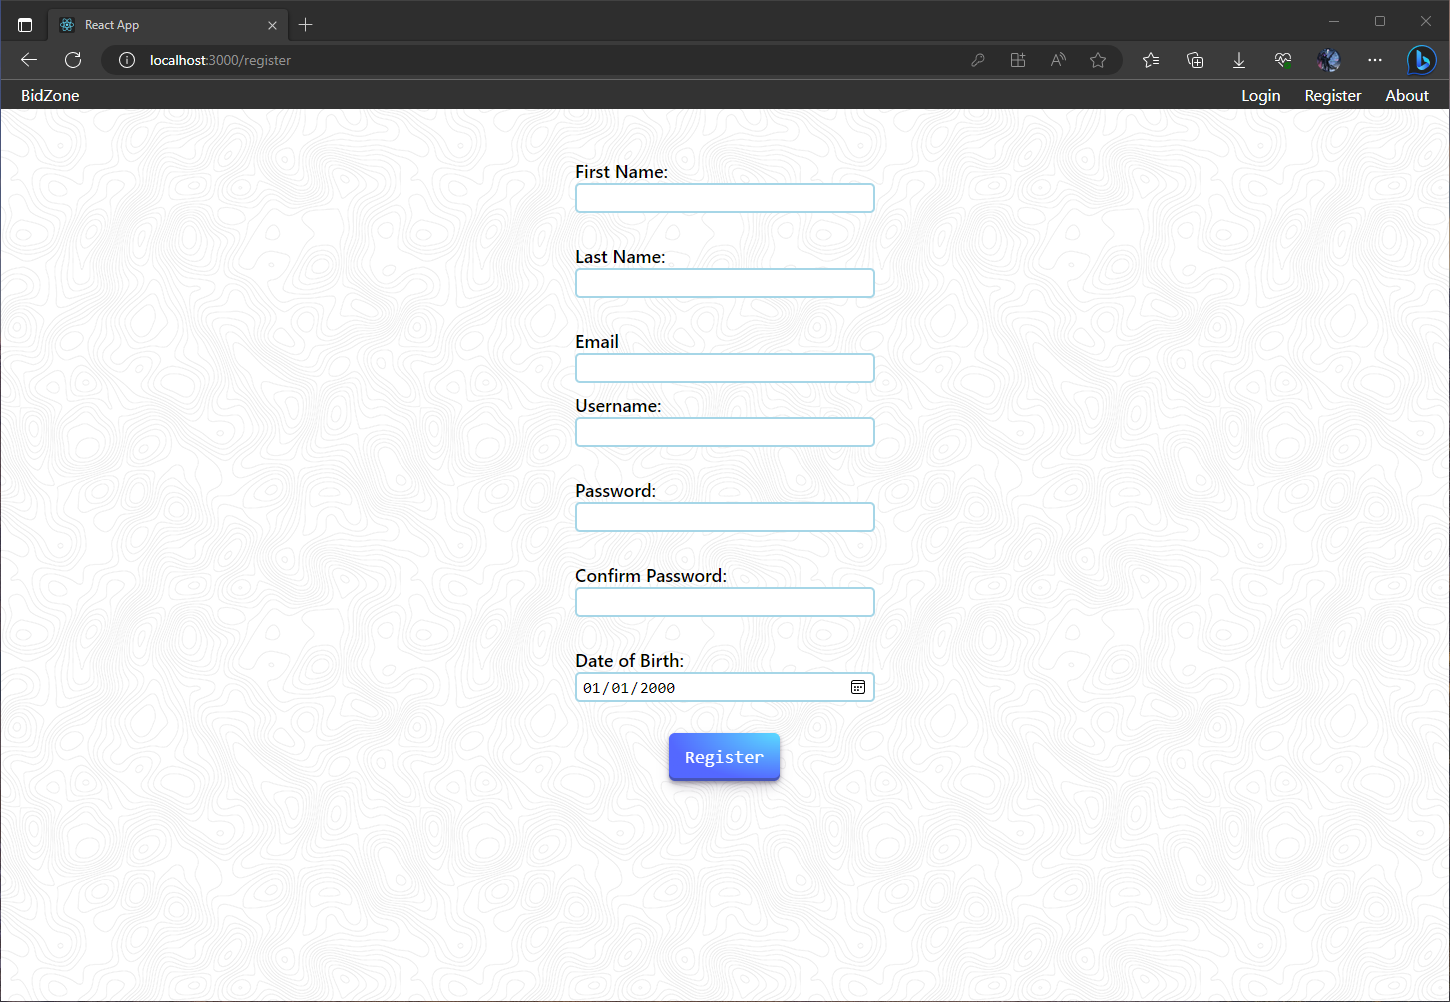 React App
localhost:3000/register
BidZone Login Register About
First Name:
Last Name:
Email
Username:
Password:
Confirm Password:
Date of Birth:
01/01/2000
Register